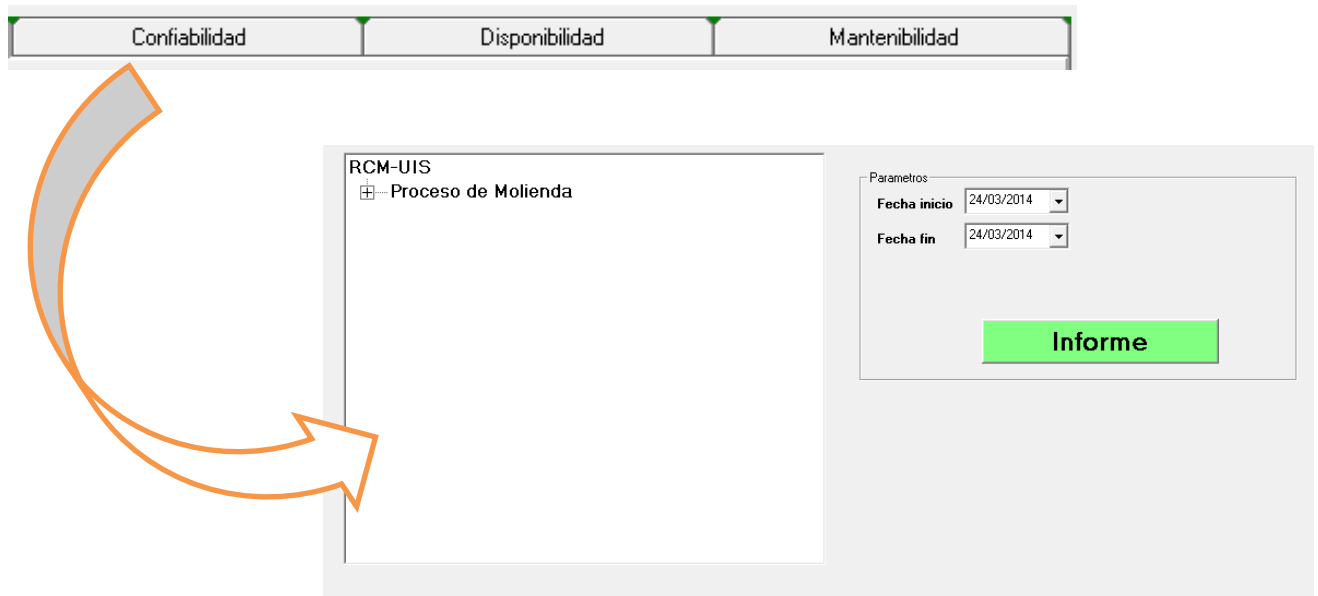 Confiabilidad Disponibilidad Mantenibilidad
RCM-UIS
Proceso de Molienda
Parametros
Fecha inicio 24/03/2014
Fecha fin 24/03/2014
Informe